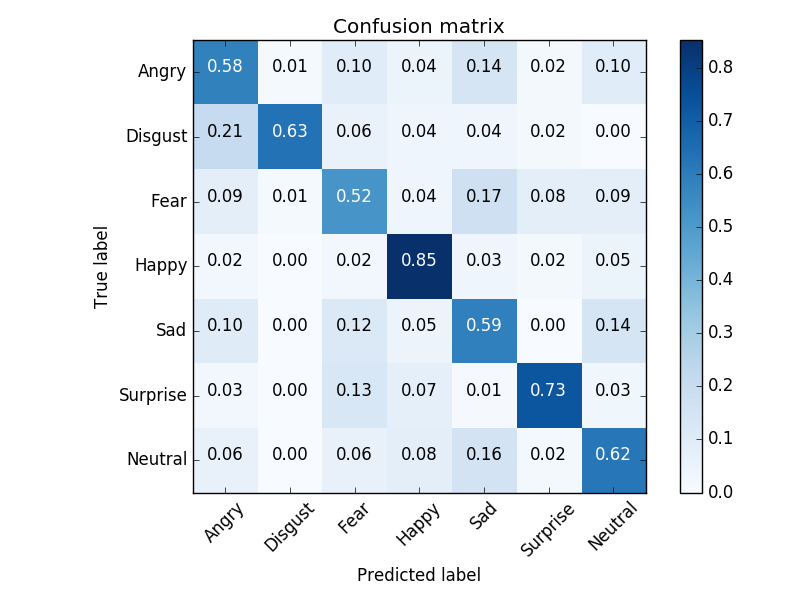 Confusion matrix
Angry 0.58 0.01 0.10 0.04 0.14 0.02 0.10
Disgust 0.21 0.63 0.06 0.04 0.04 0.02 0.00
Fear 0.09 0.01 0.52 0.04 0.17 0.08 0.09
Happy 0.02 0.00 0.02 0.85 0.03 0.02 0.05
Sad 0.10 0.00 0.12 0.05 0.59 0.00 0.14
Surprise 0.03 0.00 0.13 0.07 0.01 0.73 0.03
Neutral 0.06 0.00 0.06 0.08 0.16 0.02 0.62
Angry Disgust Fear Happy Sad Surprise Neutral
Predicted label
True label
0.8
0.7
0.6
0.5
0.4
0.3
0.2
0.1
0.0